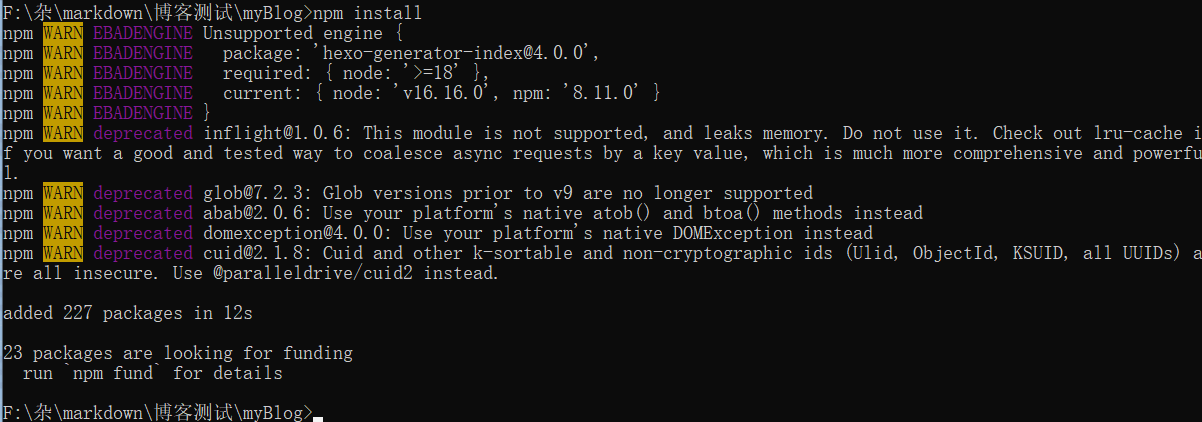 F:\杂\markdown\博客测试\myBlog>npm install
npm WARN EBADENGINE Unsupported engine {
npm WARN EBADENGINE   package: 'hexo-generator-index@4.0.0',
npm WARN EBADENGINE   required: { node: '>=18' },
npm WARN EBADENGINE   current: { node: 'v16.16.0', npm: '8.11.0' }
npm WARN EBADENGINE }
npm WARN deprecated inflight@1.0.6: This module is not supported, and leaks memory. Do not use it. Check out lru-cache i
f you want a good and tested way to coalesce async requests by a key value, which is much more comprehensive and powerfu
l.
npm WARN deprecated glob@7.2.3: Glob versions prior to v9 are no longer supported
npm WARN deprecated abab@2.0.6: Use your platform's native atob() and btoa() methods instead
npm WARN deprecated domexception@4.0.0: Use your platform's native DOMException instead
npm WARN deprecated cuid@2.1.8: Cuid and other k-sortable and non-cryptographic ids (Ulid, ObjectId, KSUID, all UUIDs) a
re all insecure. Use @paralleldrive/cuid2 instead.
added 227 packages in 12s
23 packages are looking for funding
  run `npm fund` for details
F:\杂\markdown\博客测试\myBlog>